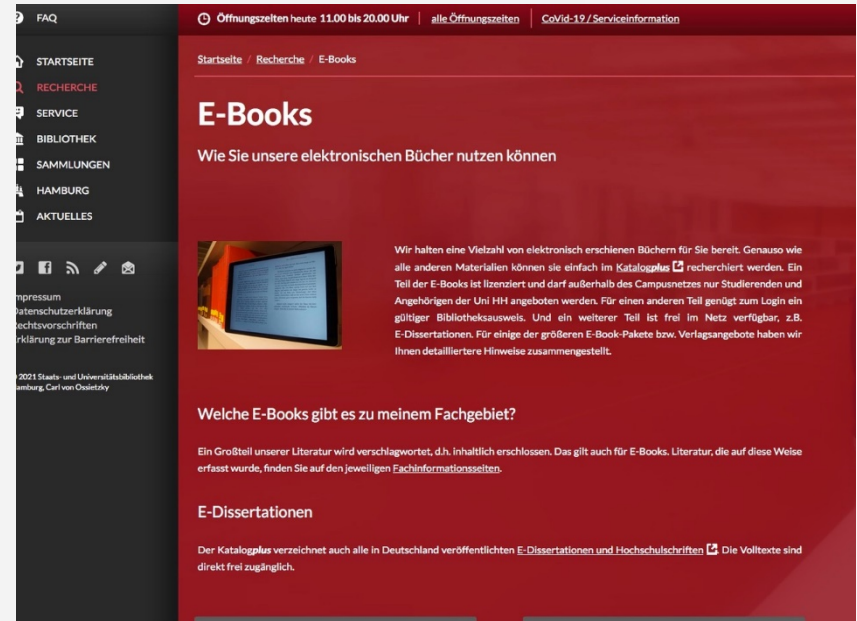 FAQ
STARTSEITE
RECHERCHE
SERVICE
BIBLIOTHEK
SAMMLUNGEN
HAMBURG
AKTUELLES
mpressum
Datenschutzerklärung
Rechtsvorschriften
Erklärung zur Barrierefreiheit
© 2021 Staats- und Universitätsbibliothek
Hamburg, Carl von Ossietzky
Öffnungszeiten heute 11.00 bis 20.00 Uhr | alle Öffnungszeiten | CoVid-19 / Serviceinformation
Startseite / Recherche / E-Books
E-Books
Wie Sie unsere elektronischen Bücher nutzen können
Wir halten eine Vielzahl von elektronisch erschienen Büchern für Sie bereit. Genauso wie
alle anderen Materialien können sie einfach im Katalogplus recherchiert werden. Ein
Teil der E-Books ist lizenziert und darf außerhalb des Campusnetzes nur Studierenden und
Angehörigen der Uni HH angeboten werden. Für einen anderen Teil genügt zum Login ein
gültiger Bibliotheksausweis. Und ein weiterer Teil ist frei im Netz verfügbar, z.B.
E-Dissertationen. Für einige der größeren E-Book-Pakete bzw. Verlagsangebote haben wir
Ihnen detailliertere Hinweise zusammengestellt.
Welche E-Books gibt es zu meinem Fachgebiet?
Ein Großteil unserer Literatur wird verschlagwortet, d.h. inhaltlich erschlossen. Das gilt auch für E-Books. Literatur, die auf diese Weise
erfasst wurde, finden Sie auf den jeweiligen Fachinformationsseiten.
E-Dissertationen
Der Katalogplus verzeichnet auch alle in Deutschland veröffentlichten E-Dissertationen und Hochschulschriften. Die Volltexte sind
direkt frei zugänglich.